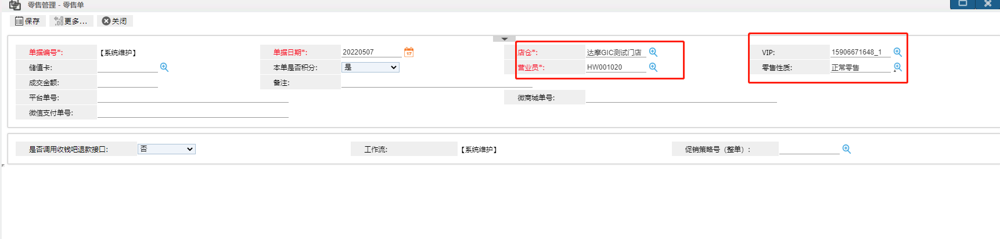 零售管理 - 零售单
保存 更多... 关闭
单据编号*: 【系统维护】 单据日期*: 20220507 17 店仓*: 达摩GIC测试门店 VIP: 15906671648_1
储值卡: 本单是否积分: 是 营业员*: HW001020 零售性质: 正常零售
成交金额: 备注:
平台单号: 微商城单号:
微信支付单号:
是否调用收钱吧退款接口: 否 工作流: 【系统维护】 促销策略号（整单）: